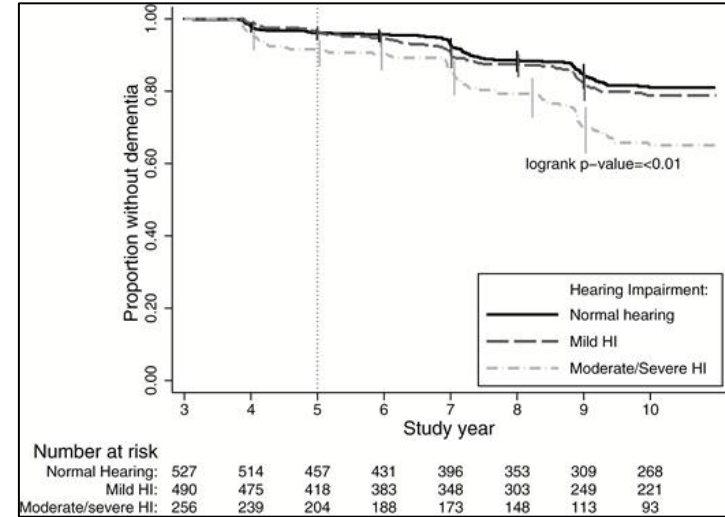 Proportion without dementia
1.00
0.80
0.60
0.40
0.20
0.00
logrank p-value=<0.01
Hearing Impairment:
Normal hearing
Mild HI
Moderate/Severe HI
3 4 5 6 7 8 9 10
Study year
Number at risk
Normal Hearing: 527 514 457 431 396 353 309 268
Mild HI: 490 475 418 383 348 303 249 221
Moderate/severe HI: 256 239 204 188 173 148 113 93